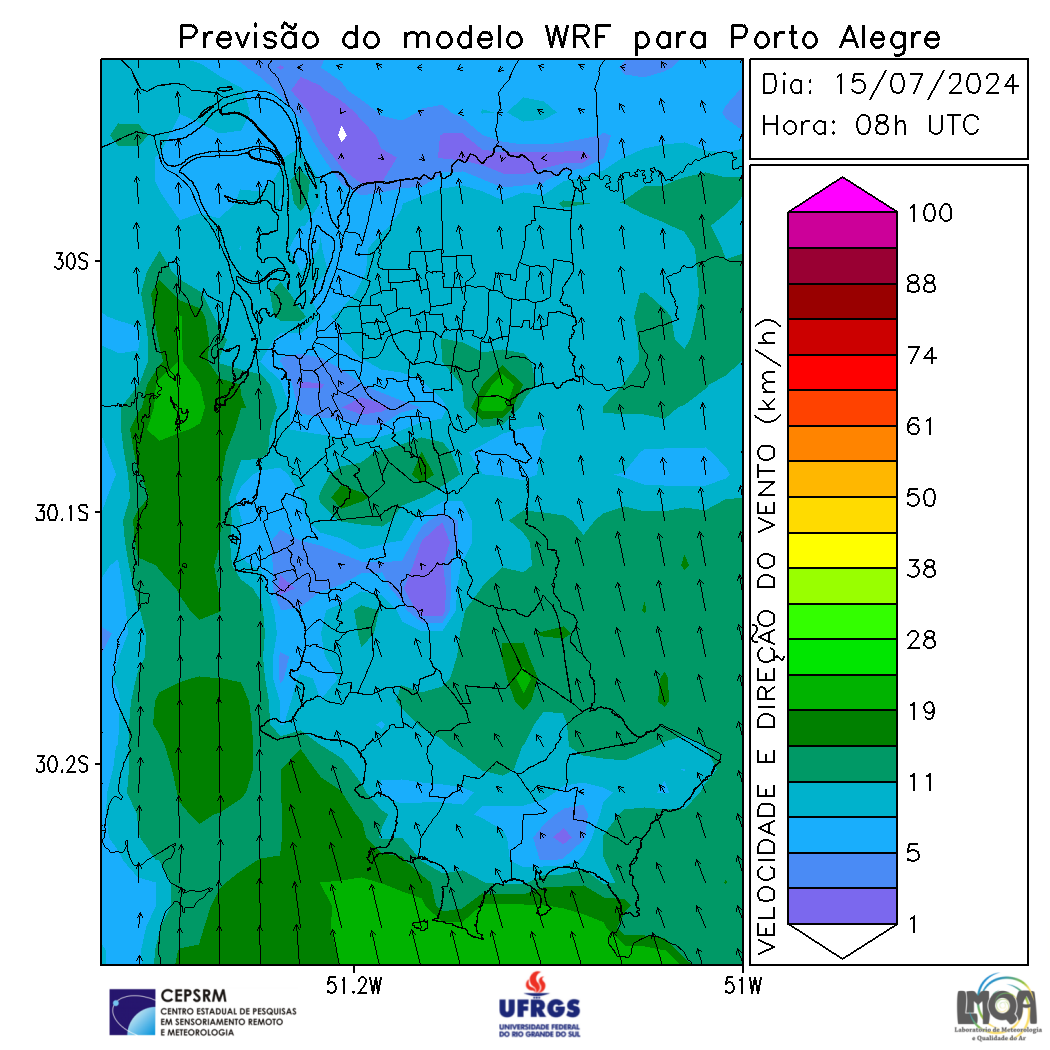 Previsão do modelo WRF para Porto Alegre
Dia: 15/07/2024
Hora: 08h UTC
30S
30.1S
30.2S
51.2W
51W
VELOCIDADE E DIREÇÃO DO VENTO (km/h)
100
88
74
61
50
38
28
19
11
5
1
CEPSRM
CENTRO ESTADUAL DE PESQUISAS
EM SENSORIAMENTO REMOTO
E METEOROLOGIA
UFRGS
UNIVERSIDADE FEDERAL
DO RIO GRANDE DO SUL
LMQA
Laboratório de Meteorologia
e Qualidade do Ar